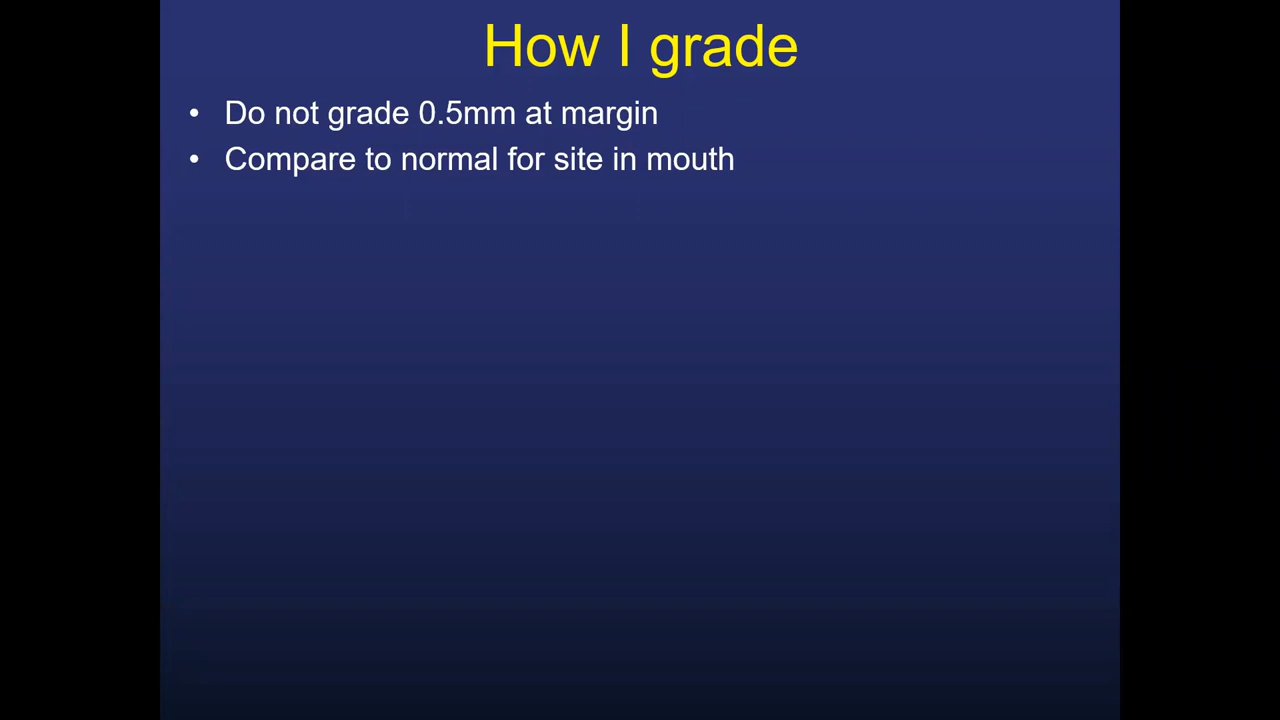 How I grade
• Do not grade 0.5mm at margin
• Compare to normal for site in mouth